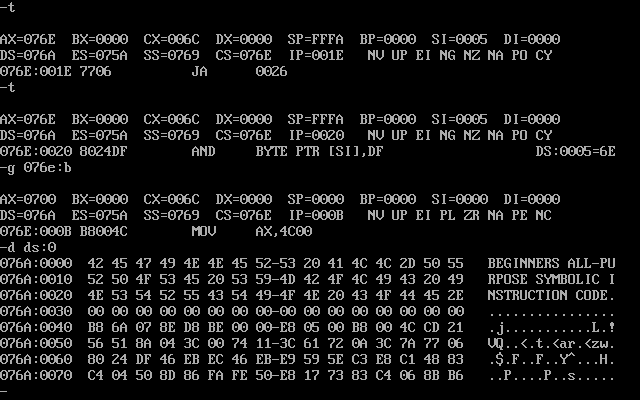 -t
AX=076E  BX=0000  CX=006C  DX=0000  SP=FFFA  BP=0000  SI=0005  DI=0000
DS=076A  ES=075A  SS=0769  CS=076E  IP=001E   NV UP EI NG NZ NA PO CY
076E:001E 7706          JA      0026
-t
AX=076E  BX=0000  CX=006C  DX=0000  SP=FFFA  BP=0000  SI=0005  DI=0000
DS=076A  ES=075A  SS=0769  CS=076E  IP=0020   NV UP EI NG NZ NA PO CY
076E:0020 8024DF        AND     BYTE PTR [SI],DF                   DS:0005=6E
-g 076e:b
AX=0700  BX=0000  CX=006C  DX=0000  SP=FFFA  BP=0000  SI=0005  DI=0000
DS=076A  ES=075A  SS=0769  CS=076E  IP=000B   NV UP EI PL ZR NA PE NC
076E:000B B8004C        MOV     AX,4C00
-d ds:0
076A:0000  42 45 47 49 4E 4E 45 52-53 20 41 4C 4C 2D 50 55   BEGINNERS ALL-PU
076A:0010  52 50 4F 53 45 20 53 59-4D 42 4F 4C 49 43 20 49   RPOSE SYMBOLIC I
076A:0020  4E 53 54 52 55 43 54 49-4F 4E 20 43 4F 44 45 2E   NSTRUCTION CODE.
076A:0030  00 00 00 00 00 00 00 00-00 00 00 00 00 00 00 00   ................
076A:0040  B8 6A 07 8E D8 BE 00 00-E8 05 00 B8 00 4C CD 21   .j...........L.!
076A:0050  56 51 8A 04 3C 00 74 11-3C 61 72 0A 3C 7A 77 06   VQ..<.t.<ar.<zw.
076A:0060  80 24 DF 46 EB EC 46 EB-E9 59 5E C3 E8 C1 48 83   .$.F..F..Y^...H.
076A:0070  C4 04 50 8D 86 FA FE 50-E8 17 73 83 C4 06 8B B6   ..P....P..s.....
-